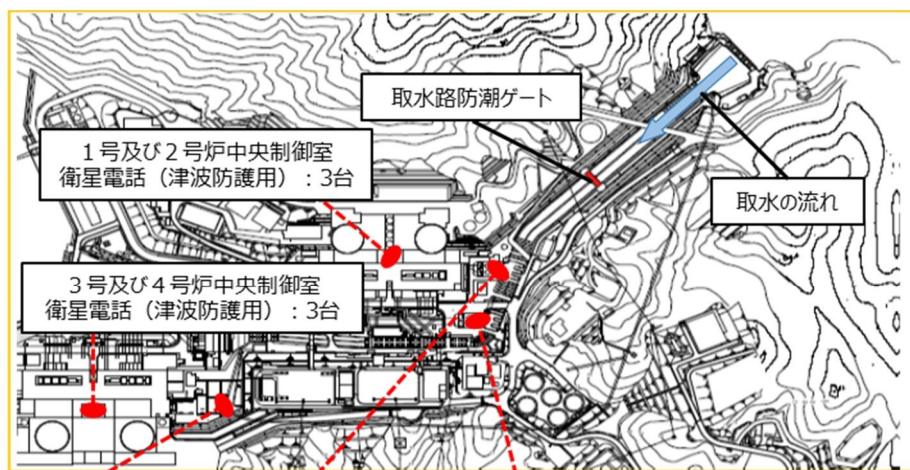 取水路防潮ゲート
1号及び2号炉中央制御室
衛星電話（津波防護用）：3台
取水の流れ
3号及び4号炉中央制御室
衛星電話（津波防護用）：3台